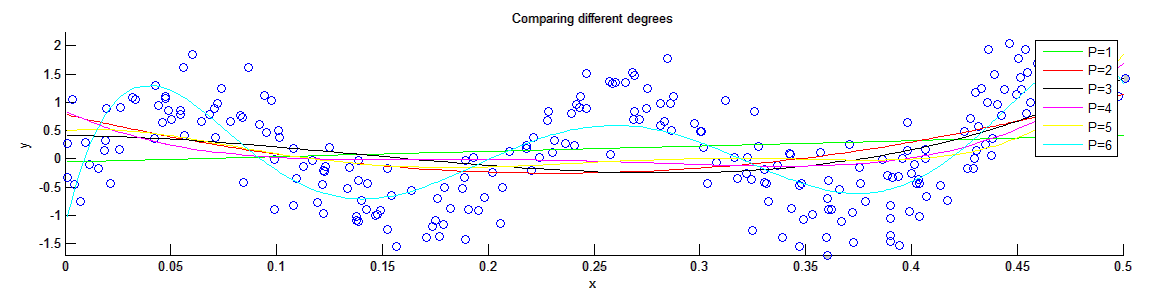 Comparing different degrees
2
1.5
1
0.5
0
-0.5
-1
-1.5
y
0 0.05 0.1 0.15 0.2 0.25 0.3 0.35 0.4 0.45 0.5
x
P=1
P=2
P=3
P=4
P=5
P=6